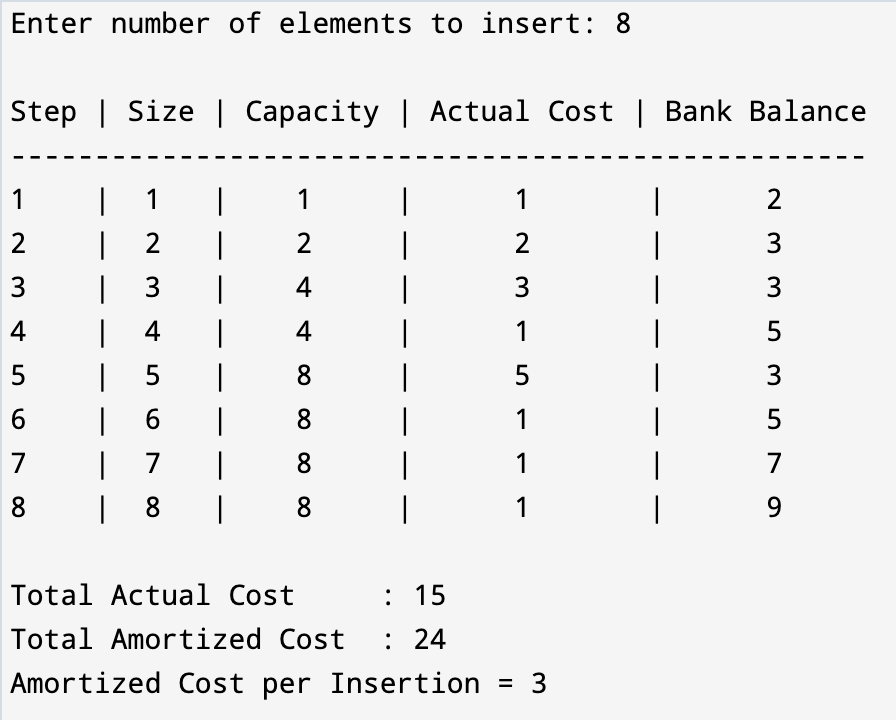 Enter number of elements to insert: 8
Step | Size | Capacity | Actual Cost | Bank Balance
---------------------------------------------------
1    |  1   |    1     |      1       |      2
2    |  2   |    2     |      2       |      3
3    |  3   |    4     |      3       |      3
4    |  4   |    4     |      1       |      5
5    |  5   |    8     |      5       |      3
6    |  6   |    8     |      1       |      5
7    |  7   |    8     |      1       |      7
8    |  8   |    8     |      1       |      9
Total Actual Cost     : 15
Total Amortized Cost  : 24
Amortized Cost per Insertion = 3